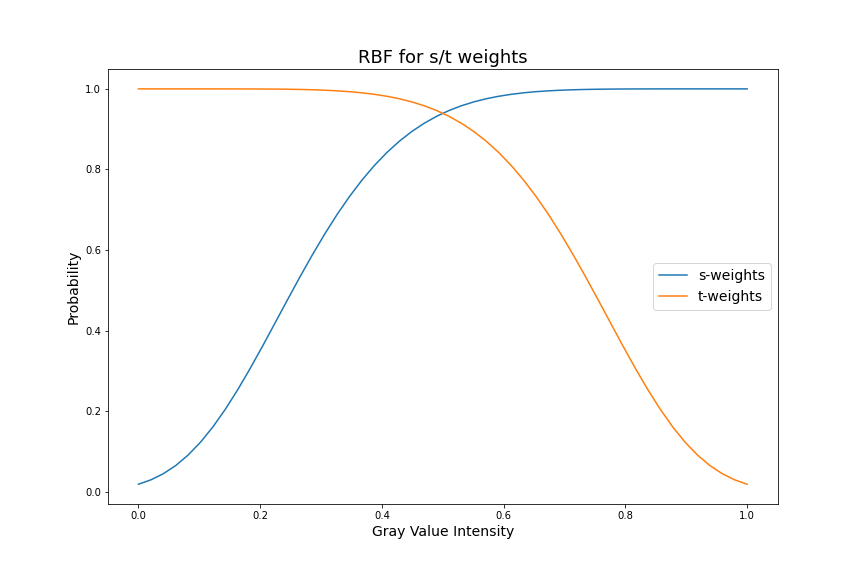 RBF for s/t weights
1.0
0.8
0.6
0.4
0.2
0.0
Probability
s-weights
t-weights
0.0 0.2 0.4 0.6 0.8 1.0
Gray Value Intensity